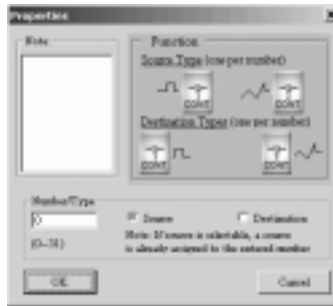 Properties
Note
Function
Source Type (one per number)
CONT
CONT
Destination Types (one per number)
CONT
CONT
Number/Type
0
(0~31)
Source
Destination
Note: If source is selectable, a source
is already assigned to the entered number
OK
Cancel